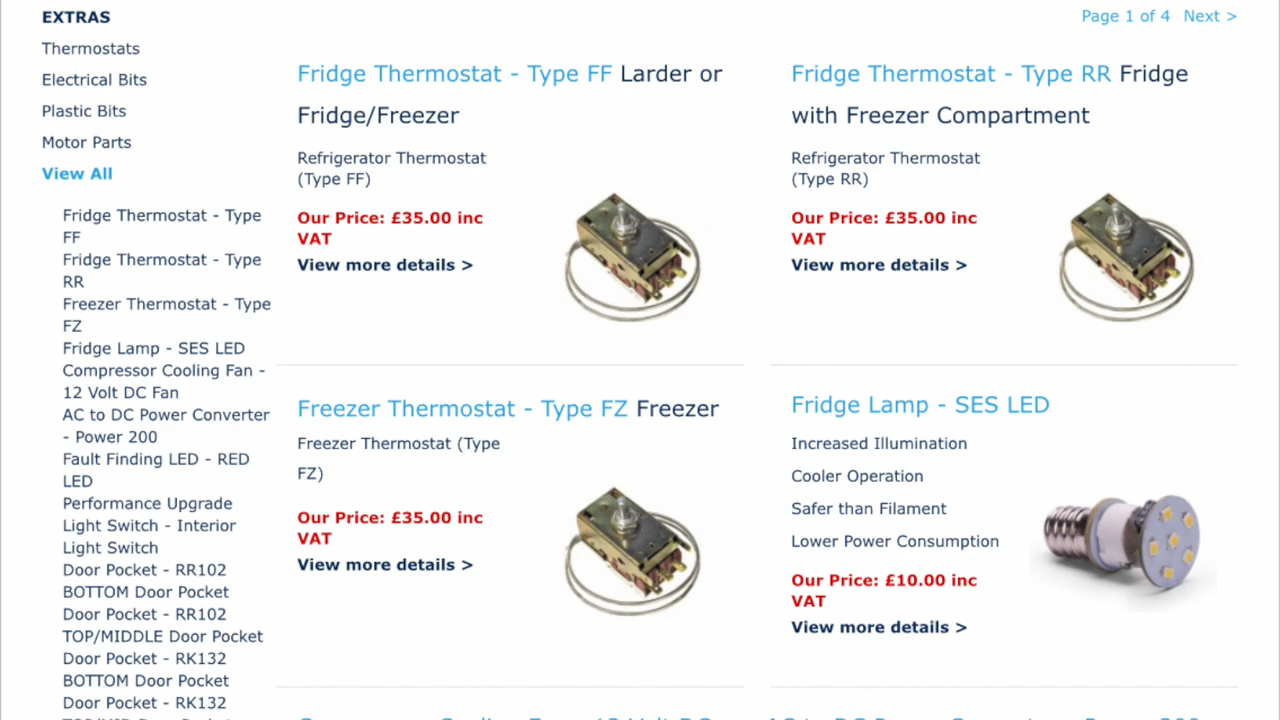 EXTRAS
Thermostats
Electrical Bits
Plastic Bits
Motor Parts
View All
Fridge Thermostat - Type
FF
Fridge Thermostat - Type
RR
Freezer Thermostat - Type
FZ
Fridge Lamp - SES LED
Compressor Cooling Fan -
12 Volt DC Fan
AC to DC Power Converter
- Power 200
Fault Finding LED - RED
LED
Performance Upgrade
Light Switch - Interior
Light Switch
Door Pocket - RR102
BOTTOM Door Pocket
Door Pocket - RR102
TOP/MIDDLE Door Pocket
Door Pocket - RK132
BOTTOM Door Pocket
Door Pocket - RK132
Page 1 of 4 Next >
Fridge Thermostat - Type FF Larder or
Fridge/Freezer
Refrigerator Thermostat
(Type FF)
Our Price: £35.00 inc
VAT
View more details >
Fridge Thermostat - Type RR Fridge
with Freezer Compartment
Refrigerator Thermostat
(Type RR)
Our Price: £35.00 inc
VAT
View more details >
Freezer Thermostat - Type FZ Freezer
Freezer Thermostat (Type
FZ)
Our Price: £35.00 inc
VAT
View more details >
Fridge Lamp - SES LED
Increased Illumination
Cooler Operation
Safer than Filament
Lower Power Consumption
Our Price: £10.00 inc
VAT
View more details >